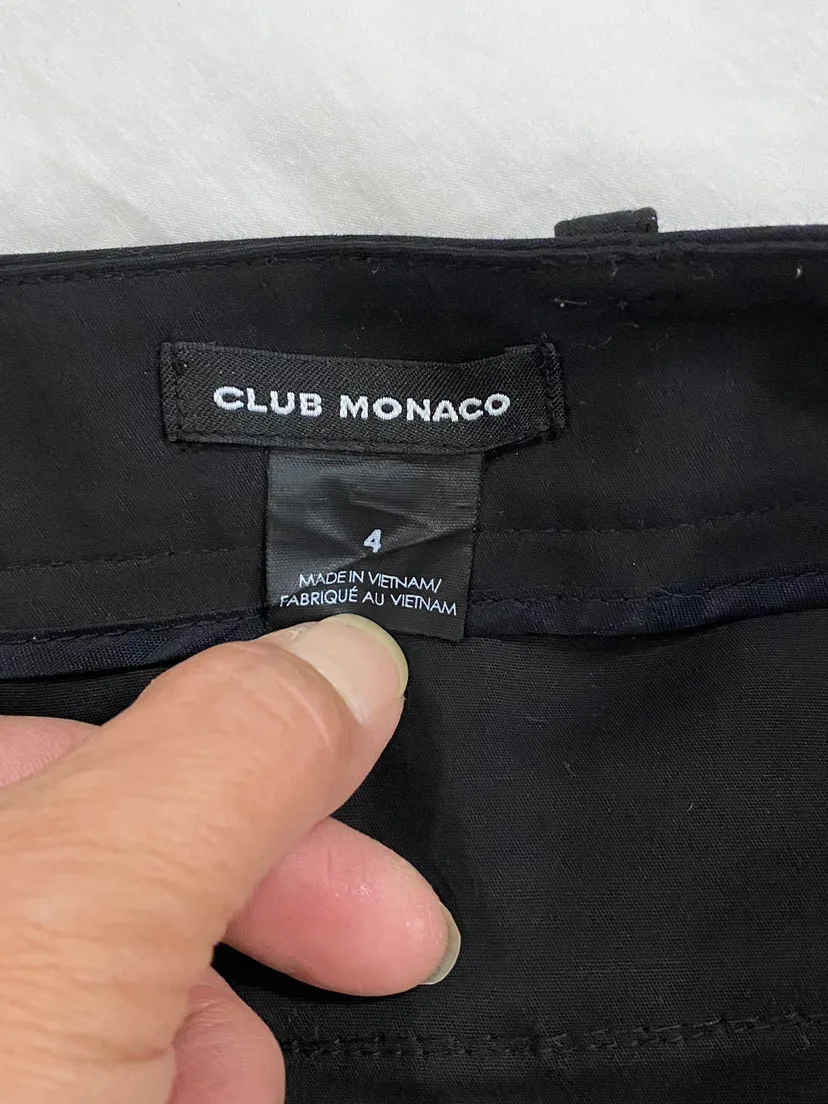 CLUB MONACO
4
MADE IN VIETNAM/
FABRIQUÉ AU VIETNAM